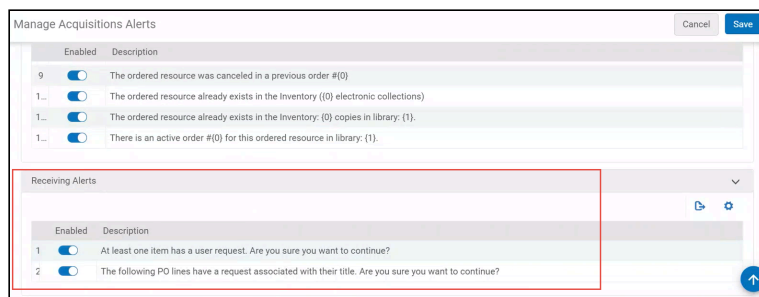 Manage Acquisitions Alerts Cancel Save
Enabled Description
9 The ordered resource was canceled in a previous order #{0}
1... The ordered resource already exists in the Inventory ({0} electronic collections)
1... The ordered resource already exists in the Inventory: {0} copies in library: {1}.
1... There is an active order #{0} for this ordered resource in library: {1}.
Receiving Alerts
Enabled Description
1 At least one item has a user request. Are you sure you want to continue?
2 The following PO lines have a request associated with their title. Are you sure you want to continue?